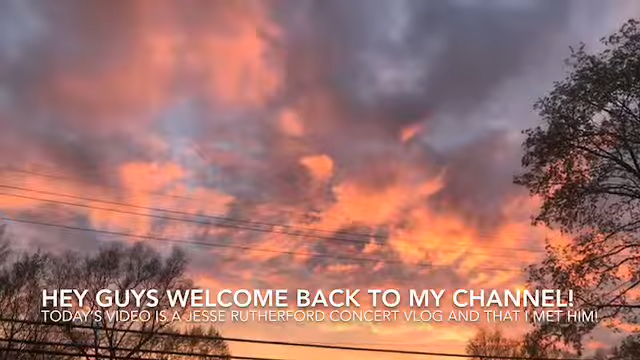 HEY GUYS WELCOME BACK TO MY CHANNEL!
TODAY'S VIDEO IS A JESSE RUTHERFORD CONCERT VLOG AND THAT I MET HIM!